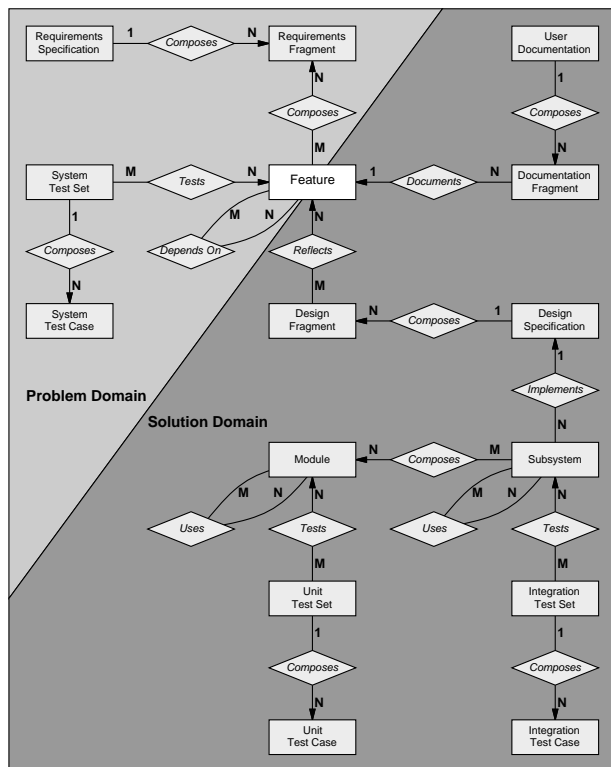 Requirements
Specification
1
Composes
N
Requirements
Fragment
User
Documentation
N
1
Composes
Composes
M
N
System
Test Set
M
Tests
N
Feature
1
Documents
N
Documentation
Fragment
1
M
N
N
Composes
Depends On
Reflects
N
M
System
Test Case
Design
Fragment
N
Composes
1
Design
Specification
1
Problem Domain
Implements
Solution Domain
N
Module
N
Composes
M
Subsystem
M
N
N
M
N
N
Uses
Tests
Uses
Tests
M
M
Unit
Test Set
Integration
Test Set
1
1
Composes
Composes
N
N
Unit
Test Case
Integration
Test Case